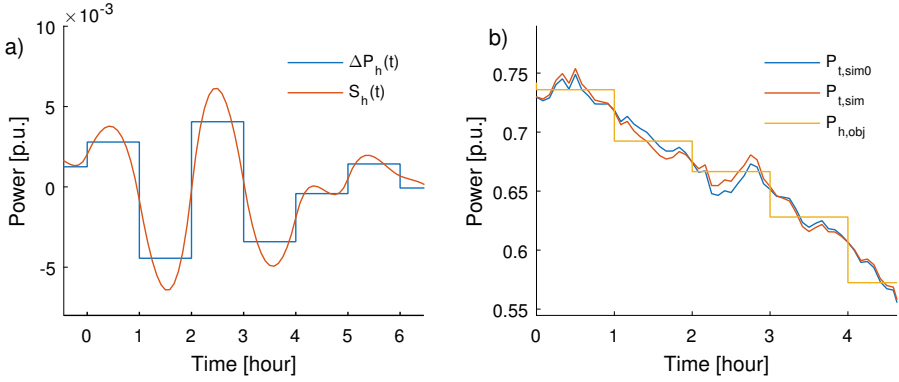 ×10⁻³
a)
10
5
0
-5
Power [p.u.]
ΔP_h(t)
S_h(t)
0 1 2 3 4 5 6
Time [hour]
b)
0.75
0.7
0.65
0.6
0.55
Power [p.u.]
P_t,sim0
P_t,sim
P_h,obj
0 1 2 3 4
Time [hour]